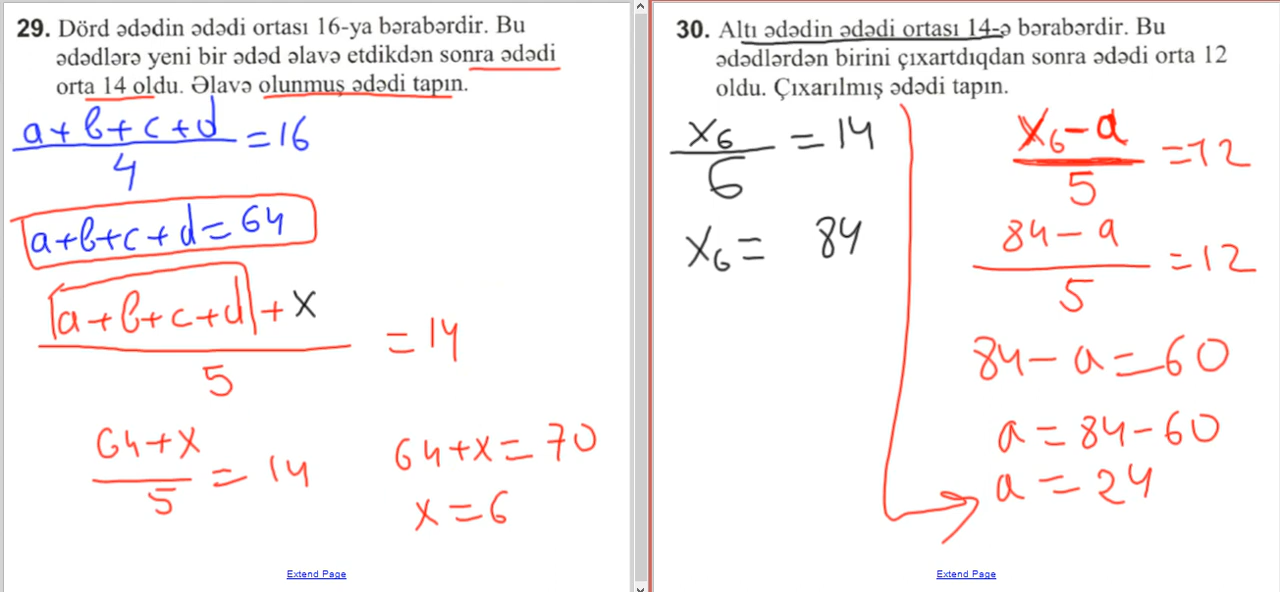 29. Dörd ədədin ədədi ortası 16-ya bərabərdir. Bu
ədədlərə yeni bir ədəd əlavə etdikdən sonra ədədi
orta 14 oldu. Əlavə olunmuş ədədi tapın.
a+b+c+d
4
=16
a+b+c+d=64
a+b+c+d+x
5
=14
64+x
5
=14
64+x=70
x=6
Extend Page
30. Altı ədədin ədədi ortası 14-ə bərabərdir. Bu
ədədlərdən birini çıxartdıqdan sonra ədədi orta 12
oldu. Çıxarılmış ədədi tapın.
x6
6
=14
x6= 84
x6-a
5
=12
84-a
5
=12
84-a=60
a=84-60
a=24
Extend Page